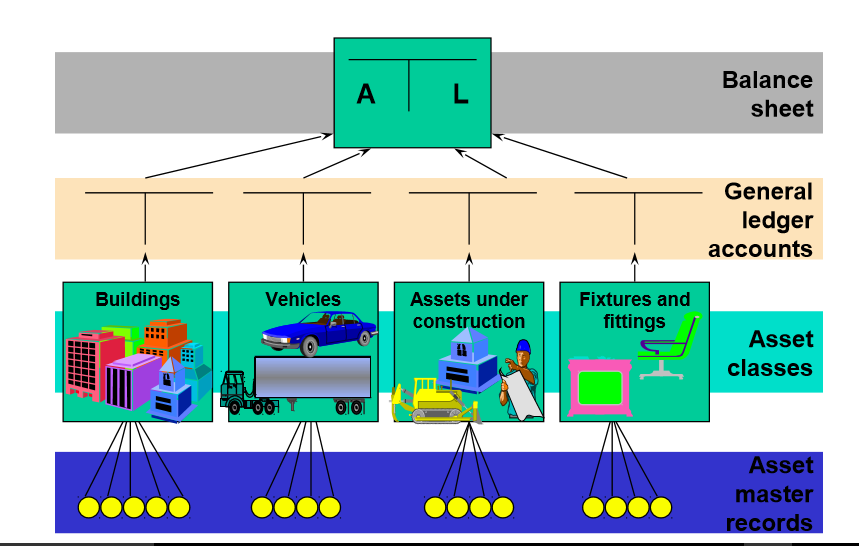 A L
Balance
sheet
General
ledger
accounts
Buildings
Vehicles
Assets under
construction
Fixtures and
fittings
Asset
classes
Asset
master
records